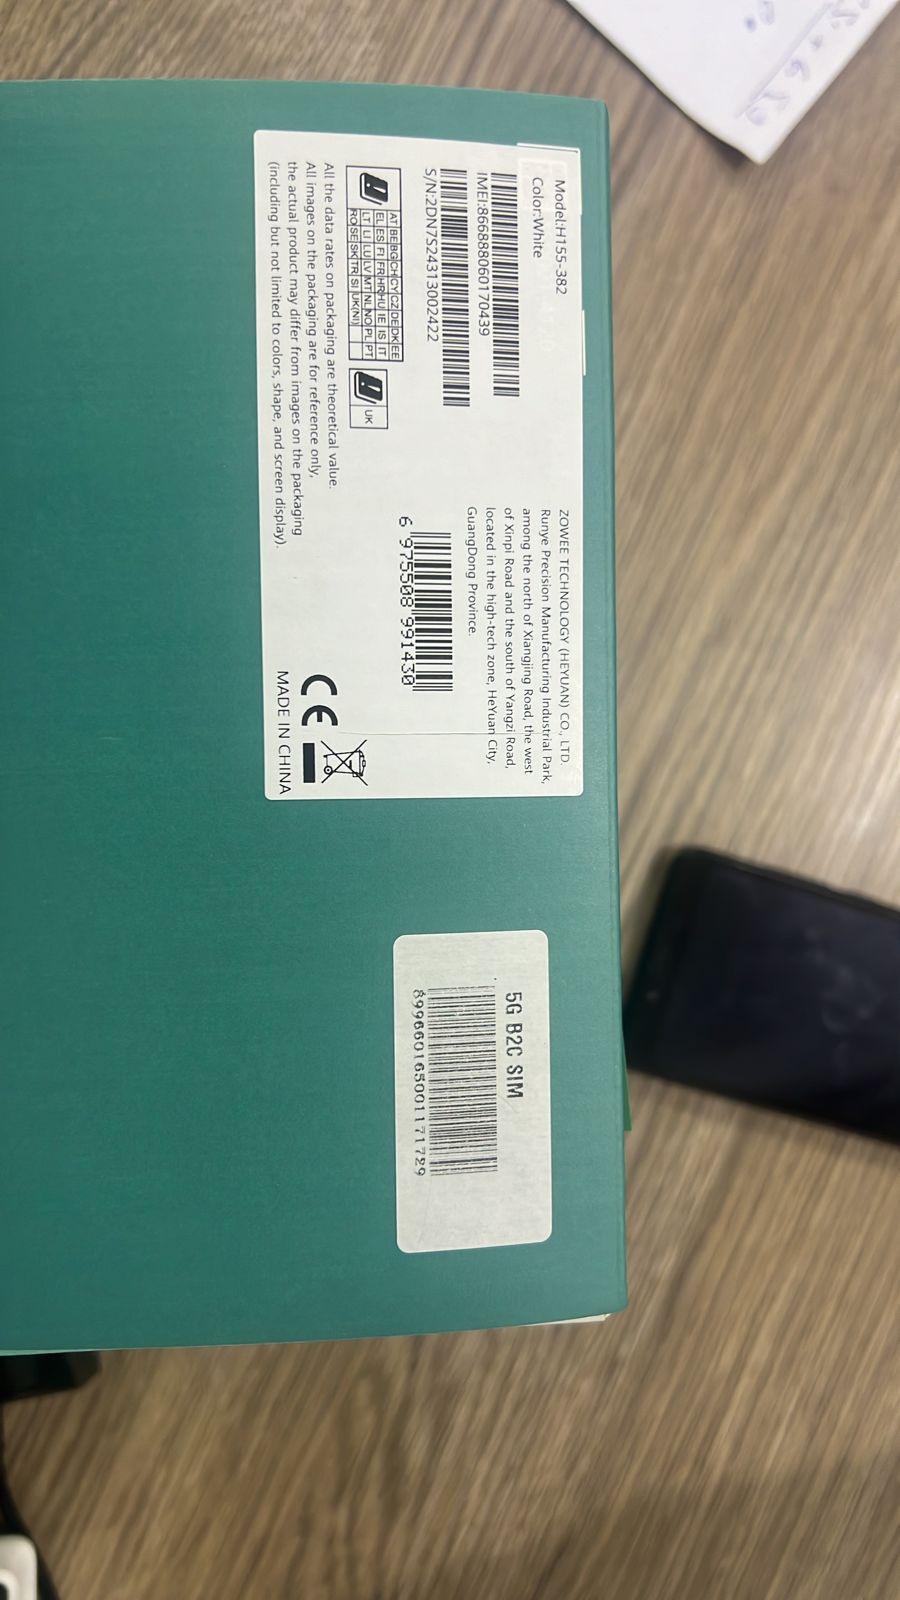 Model:H155-382
Color:White
IMEI:866888060170439
S/N:2DN7S24313002422
AT BE BG CH CY CZ DE DK EE
EL ES FI FR HR HU IE IS IT
LT LI LU LV MT NL NO PL PT
RO SE SK TR SI UK(NI)
UK
All the data rates on packaging are theoretical value.
All images on the packaging are for reference only,
the actual product may differ from images on the packaging
(including but not limited to colors, shape, and screen display).
ZOWEE TECHNOLOGY (HEYUAN) CO., LTD.
Runye Precision Manufacturing Industrial Park,
among the north of Xiangjing Road, the west
of Xinpi Road and the south of Yangzi Road,
located in the high-tech zone, HeYuan City,
GuangDong Province.
6 975508 991430
CE
MADE IN CHINA
5G B2C SIM
899660165001171729